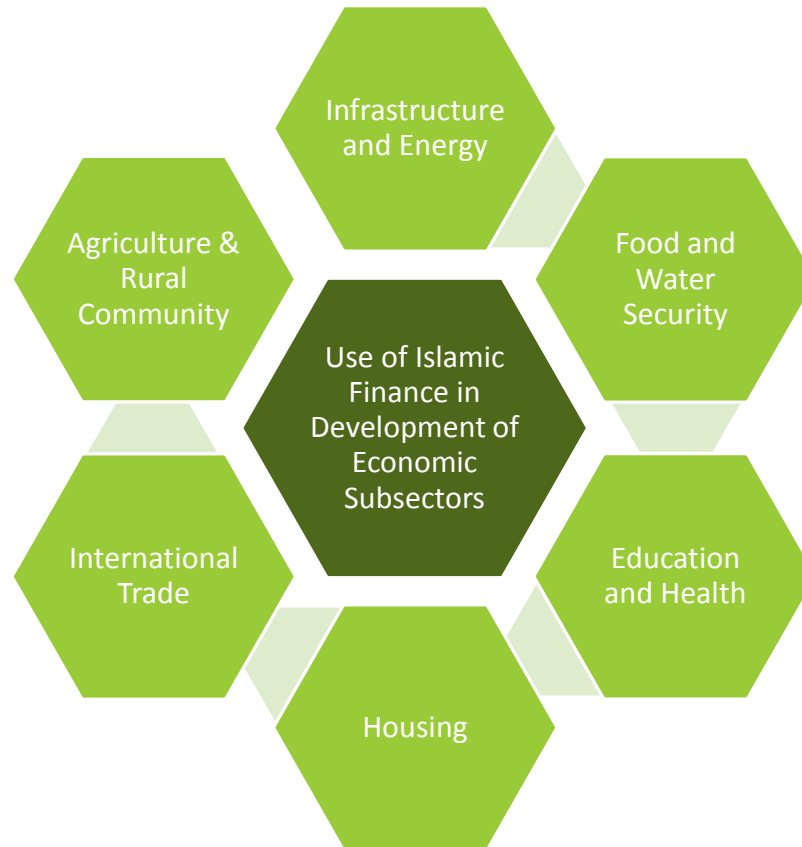 Infrastructure
and Energy
Agriculture &
Rural
Community
Food and
Water
Security
Use of Islamic
Finance in
Development of
Economic
Subsectors
International
Trade
Education
and Health
Housing